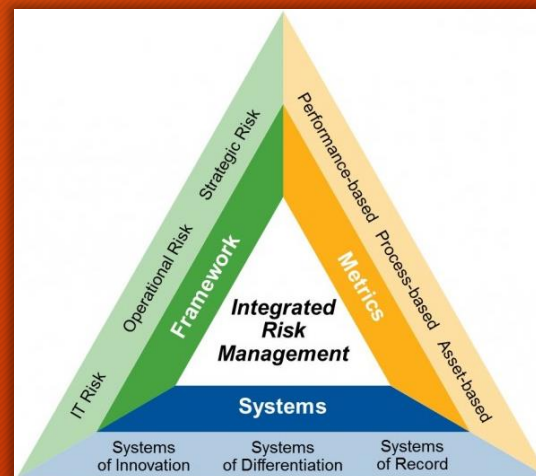 Strategic Risk
Operational Risk
IT Risk
Framework
Performance-based
Process-based
Asset-based
Metrics
Integrated
Risk
Management
Systems
Systems
of Innovation
Systems
of Differentiation
Systems
of Record